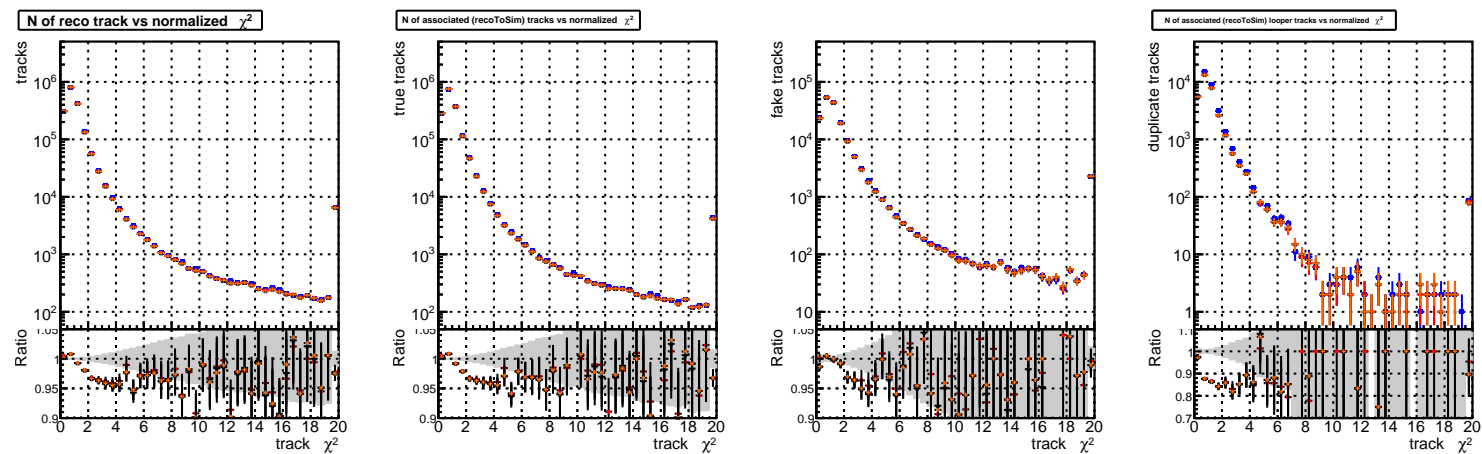 N of reco track vs normalized χ²
tracks
10⁶
10⁵
10⁴
10³
10²
Ratio
1.05
1
0.95
0.9
0 2 4 6 8 10 12 14 16 18 20
track χ²
N of associated (recoToSim) tracks vs normalized χ²
true tracks
10⁶
10⁵
10⁴
10³
10²
Ratio
1.05
1
0.95
0.9
0 2 4 6 8 10 12 14 16 18 20
track χ²
fake tracks
10⁵
10⁴
10³
10²
10
Ratio
1.05
1
0.95
0.9
0 2 4 6 8 10 12 14 16 18 20
track χ²
N of associated (recoToSim) looper tracks vs normalized χ²
duplicate tracks
10⁴
10³
10²
10
1
Ratio
1.1
1
0.9
0.8
0.7
0 2 4 6 8 10 12 14 16 18 20
track χ²